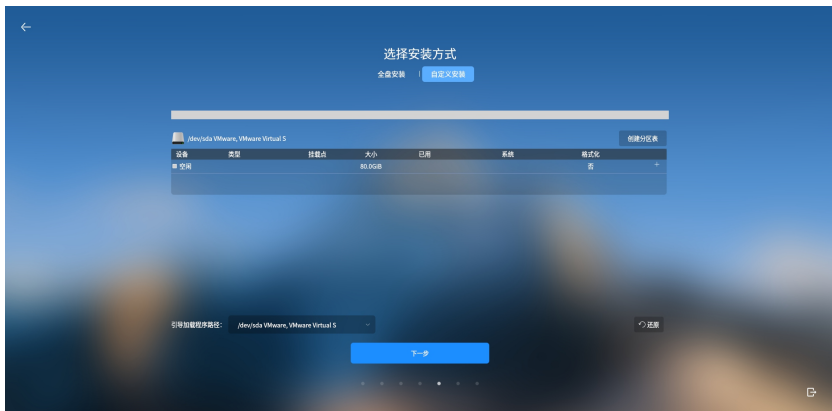 选择安装方式
全盘安装 自定义安装
/dev/sda VMware, VMware Virtual S 创建分区表
设备 类型 挂载点 大小 已用 系统 格式化
空闲 80.0GiB 否 +
引导加载程序路径: /dev/sda VMware, VMware Virtual S 还原
下一步